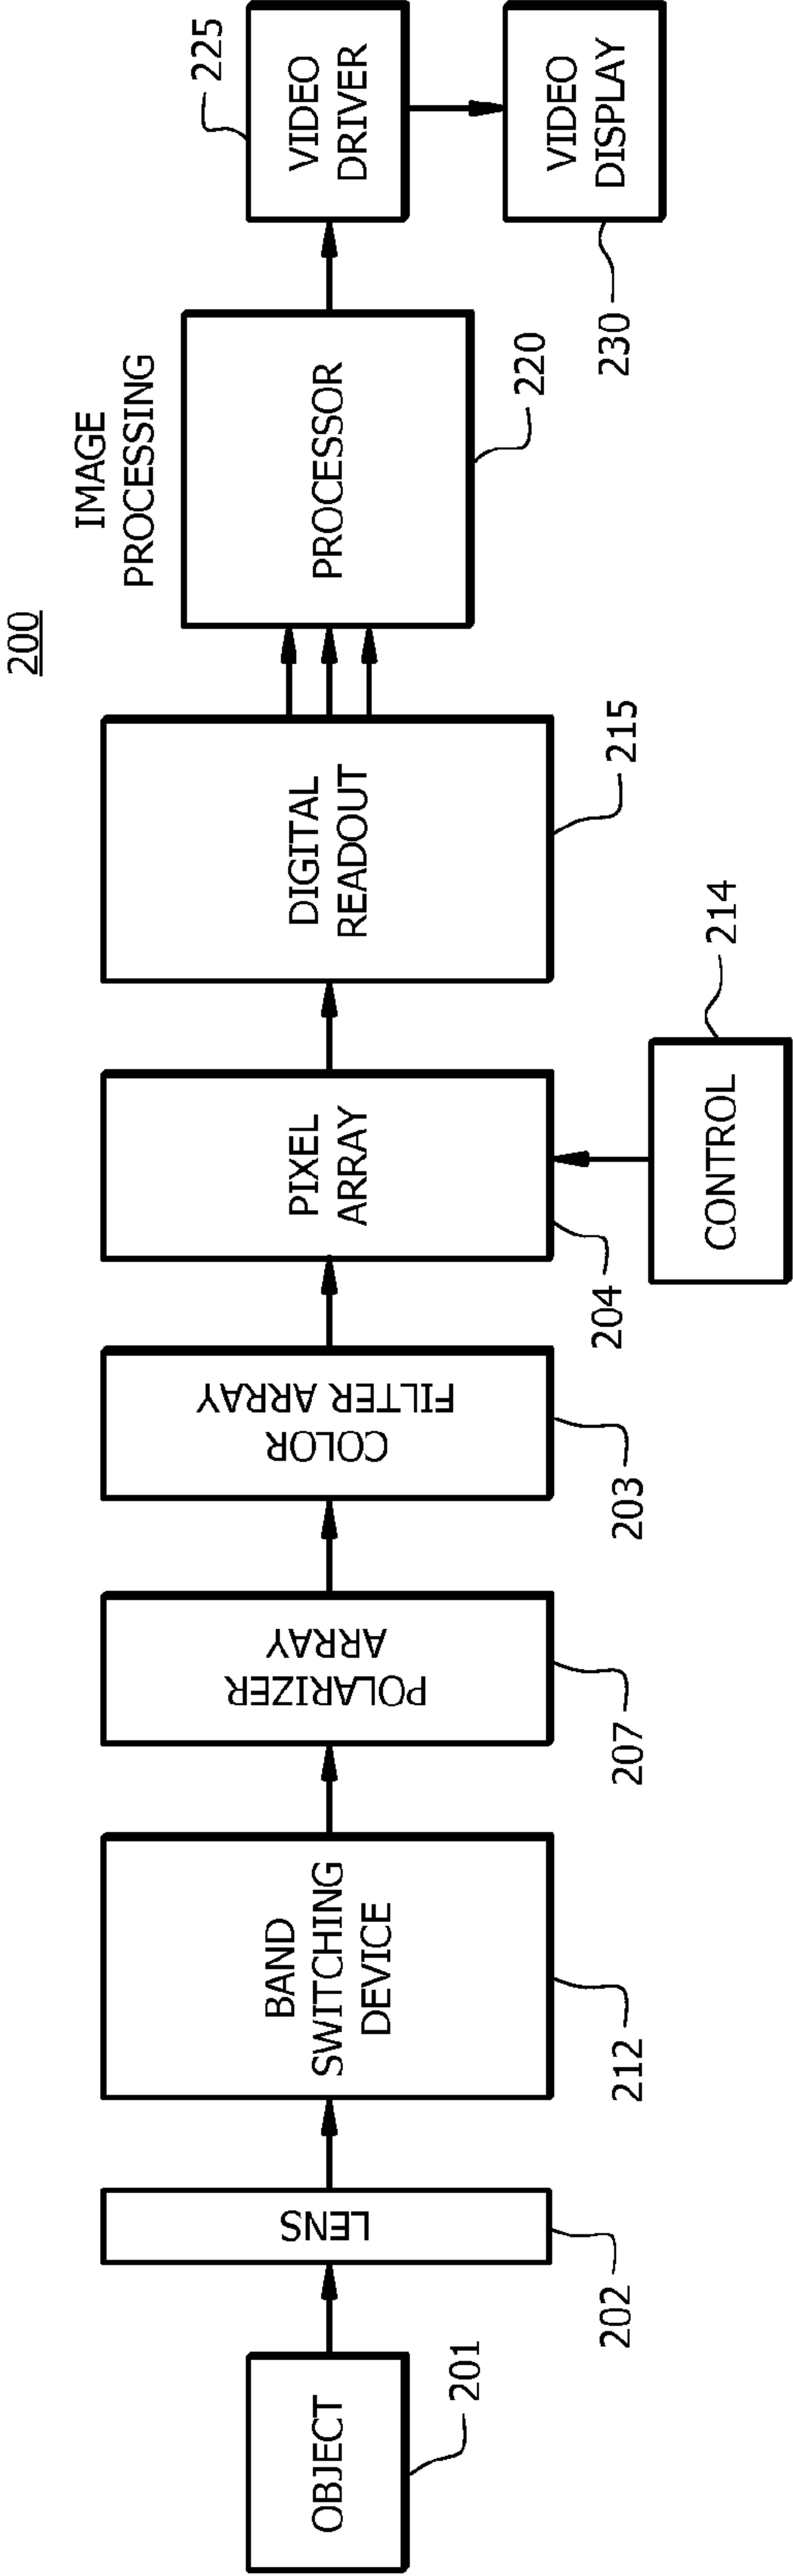 200
OBJECT
201
LENS
202
BAND
SWITCHING
DEVICE
212
POLARIZER
ARRAY
207
COLOR
FILTER ARRAY
203
PIXEL
ARRAY
204
CONTROL
214
DIGITAL
READOUT
215
IMAGE
PROCESSING
PROCESSOR
220
VIDEO
DRIVER
225
VIDEO
DISPLAY
230